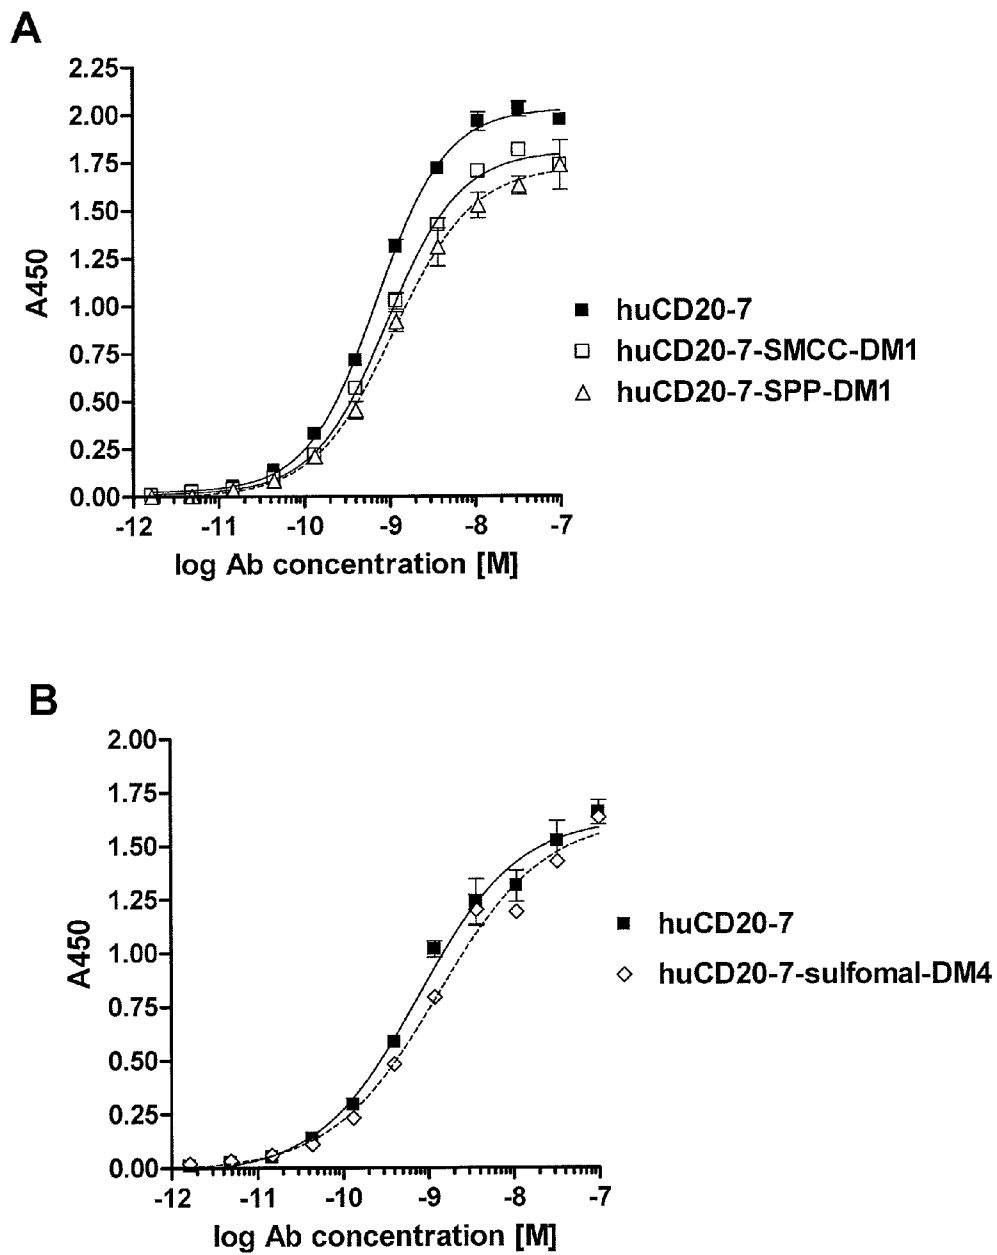 A
2.25
2.00
1.75
1.50
1.25
1.00
0.75
0.50
0.25
0.00
A450
-12 -11 -10 -9 -8 -7
log Ab concentration [M]
huCD20-7
huCD20-7-SMCC-DM1
huCD20-7-SPP-DM1
B
2.00
1.75
1.50
1.25
1.00
0.75
0.50
0.25
0.00
A450
-12 -11 -10 -9 -8 -7
log Ab concentration [M]
huCD20-7
huCD20-7-sulfomal-DM4